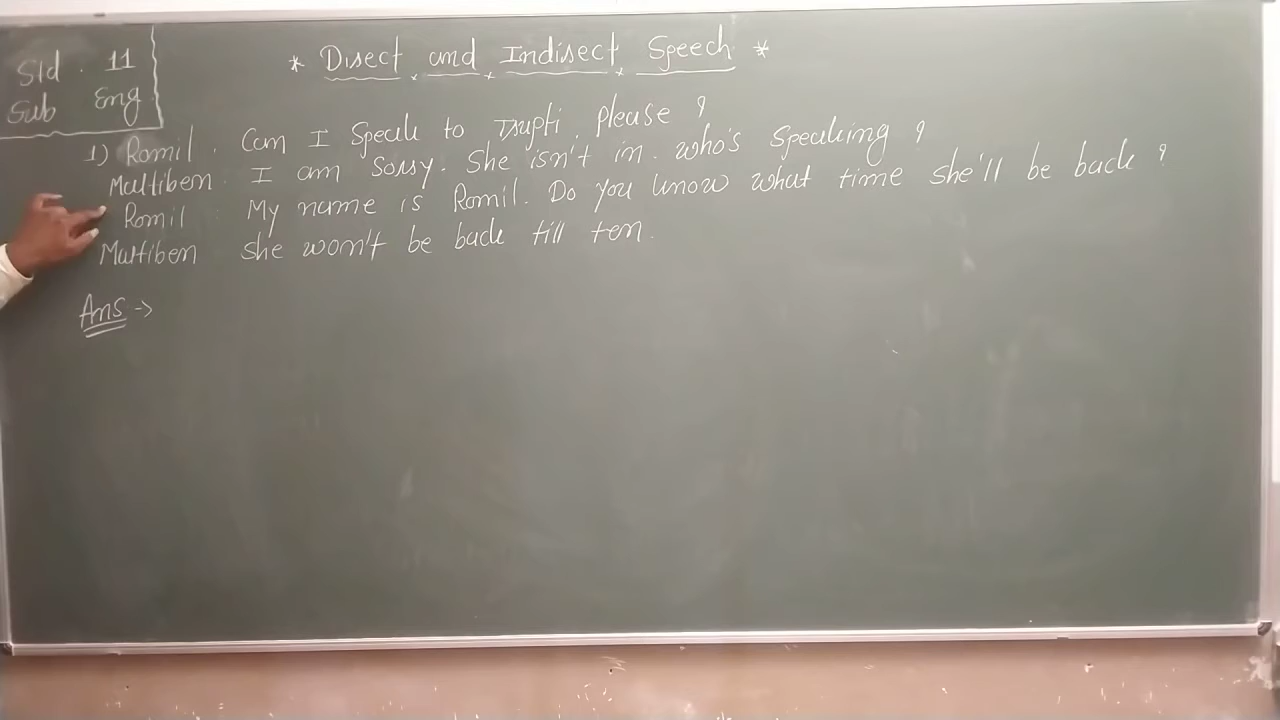 Std. 11
Sub Eng
* Direct and Indirect Speech *
1) Romil. Can I Speak to Trupti, Please?
Maltiben. I am sorry. She isn't in. who's speaking?
Romil : My name is Romil. Do you know what time she'll be back?
Maltiben she won't be back till ten.
Ans →